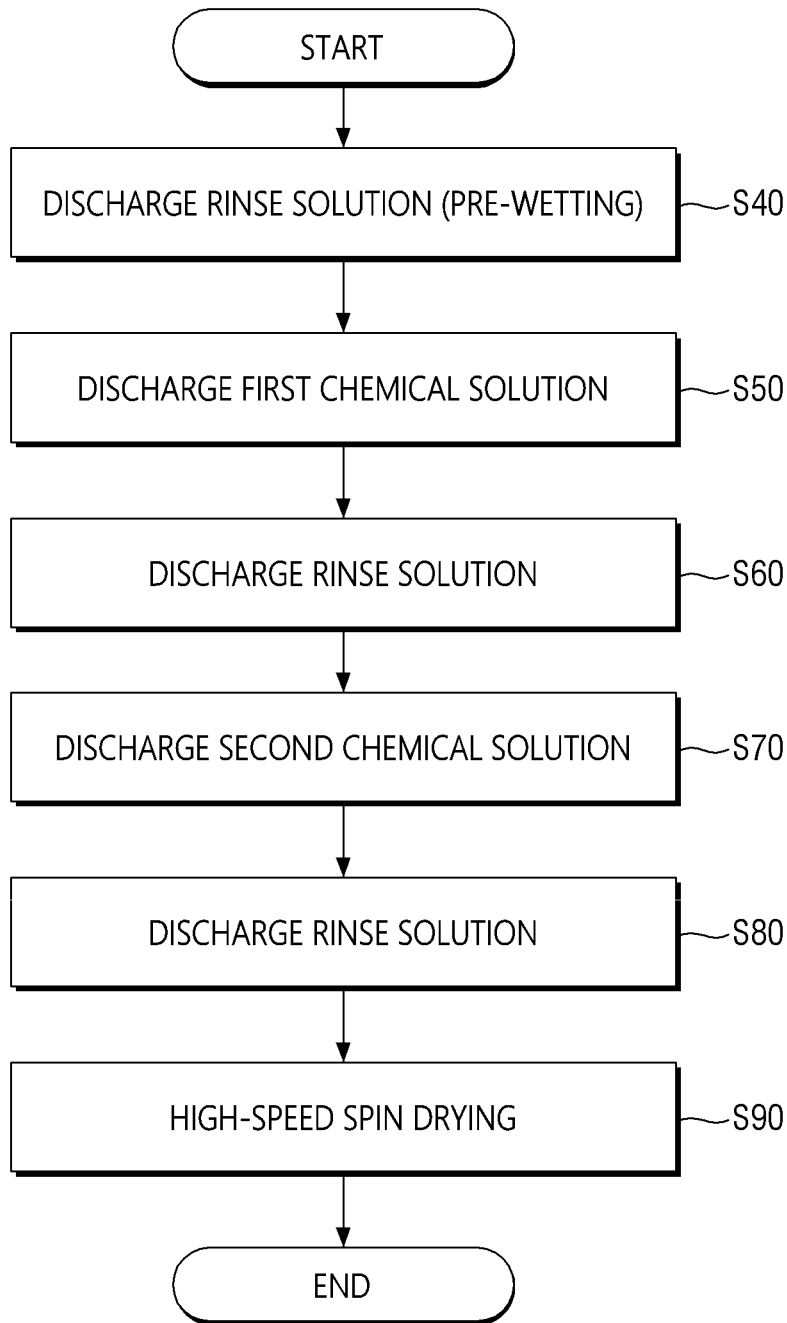 START
DISCHARGE RINSE SOLUTION (PRE-WETTING)
S40
DISCHARGE FIRST CHEMICAL SOLUTION
S50
DISCHARGE RINSE SOLUTION
S60
DISCHARGE SECOND CHEMICAL SOLUTION
S70
DISCHARGE RINSE SOLUTION
S80
HIGH-SPEED SPIN DRYING
S90
END